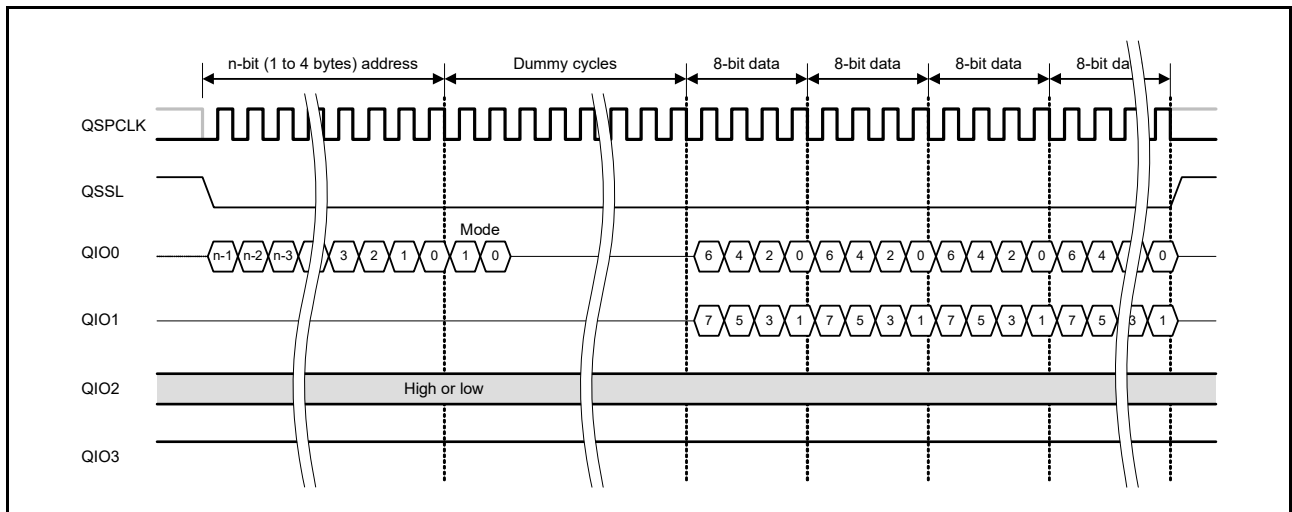 n-bit (1 to 4 bytes) address Dummy cycles 8-bit data 8-bit data 8-bit data 8-bit da
QSPCLK
QSSL
Mode
QIO0 n-1 n-2 n-3 3 2 1 0 1 0 6 4 2 0 6 4 2 0 6 4 2 0 6 4 0
QIO1 7 5 3 1 7 5 3 1 7 5 3 1 7 5 3 1
QIO2 High or low
QIO3